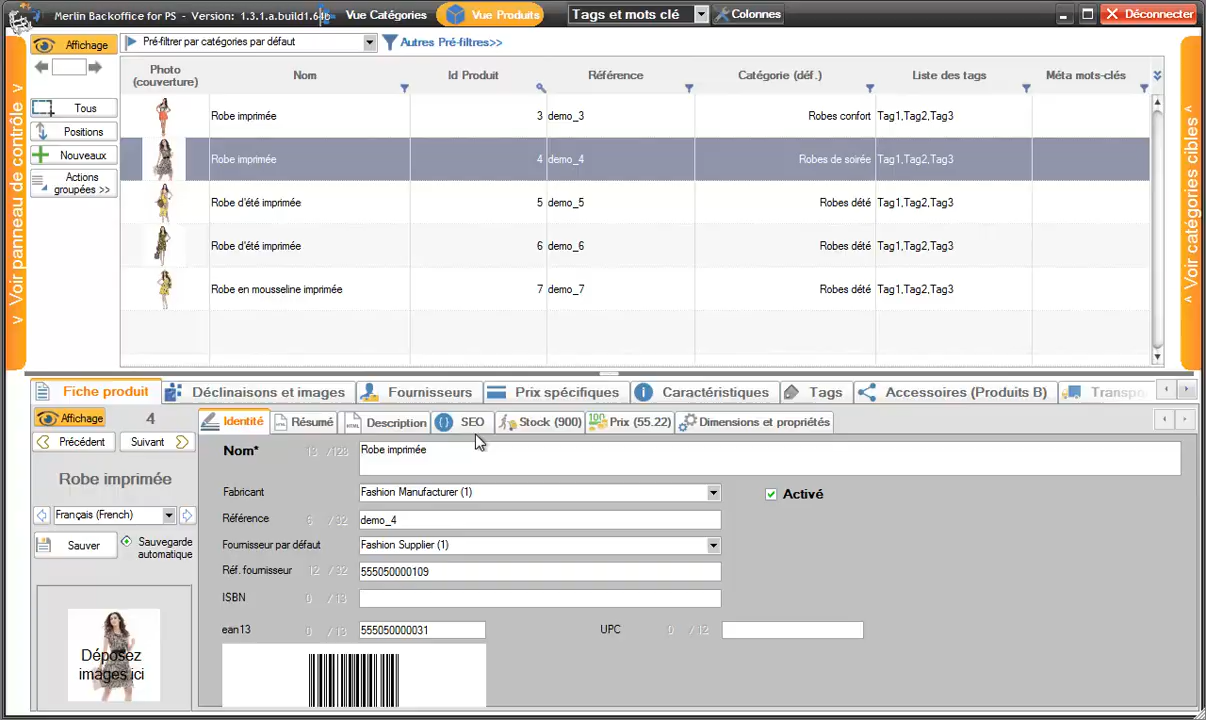 Merlin Backoffice for PS - Version: 1.3.1.a.build1.64b
Vue Catégories
Vue Produits
Tags et mots clé
Colonnes
Déconnecter
Affichage
Pré-filtrer par catégories par défaut
Autres Pré-filtres>>
Tous
Positions
Nouveaux
Actions
groupées >>
< Voir panneau de contrôle >
< Voir catégories cibles >
Photo
(couverture)
Nom
Id Produit
Référence
Catégorie (déf.)
Liste des tags
Méta mots-clés
Robe imprimée 3 demo_3 Robes confort Tag1,Tag2,Tag3
Robe imprimée 4 demo_4 Robes de soirée Tag1,Tag2,Tag3
Robe d'été imprimée 5 demo_5 Robes dété Tag1,Tag2,Tag3
Robe d'été imprimée 6 demo_6 Robes dété Tag1,Tag2,Tag3
Robe en mousseline imprimée 7 demo_7 Robes dété Tag1,Tag2,Tag3
Fiche produit
Déclinaisons et images
Fournisseurs
Prix spécifiques
Caractéristiques
Tags
Accessoires (Produits B)
Transpo
Affichage 4
Précédent
Suivant
Robe imprimée
Français (French)
Sauver
Sauvegarde
automatique
Déposez
images ici
Identité
Résumé
Description
SEO
Stock (900)
Prix (55.22)
Dimensions et propriétés
Nom* 13 /128 Robe imprimée
Fabricant Fashion Manufacturer (1)
Activé
Référence 6 / 32 demo_4
Fournisseur par défaut Fashion Supplier (1)
Réf. fournisseur 12 / 32 555050000109
ISBN 0 / 13
ean13 0 / 13 555050000031
UPC 0 / 12